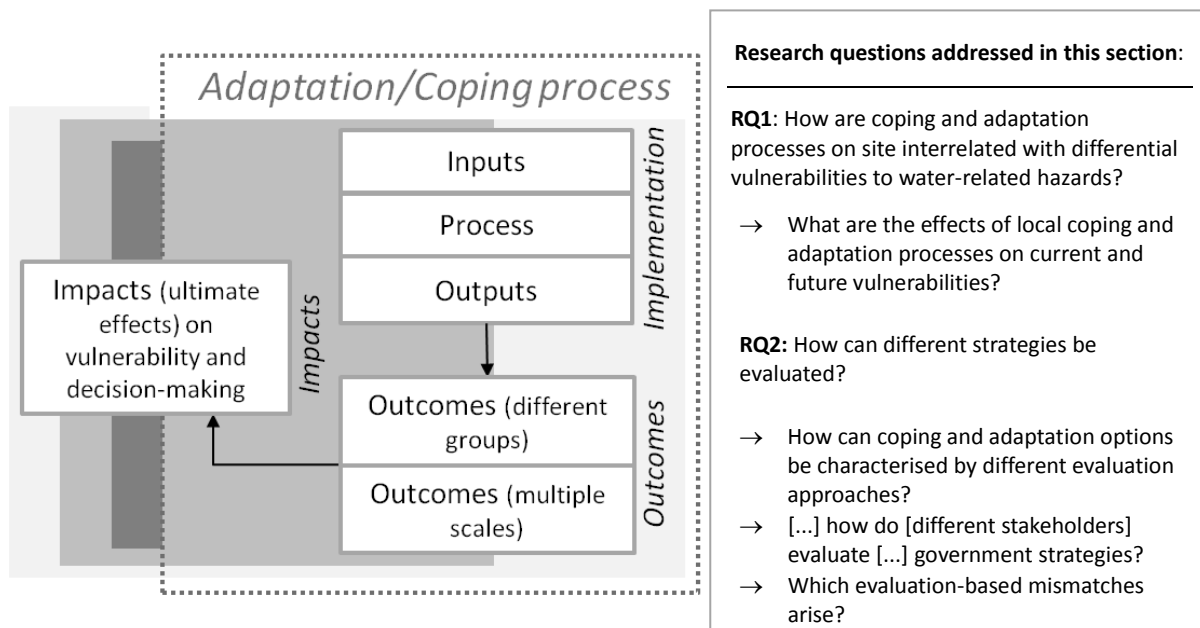 Adaptation/Coping process
Inputs
Process
Outputs
Implementation
Impacts (ultimate
effects) on
vulnerability and
decision-making
Impacts
Outcomes (different
groups)
Outcomes (multiple
scales)
Outcomes
Research questions addressed in this section:
RQ1: How are coping and adaptation
processes on site interrelated with differential
vulnerabilities to water-related hazards?
→ What are the effects of local coping and
adaptation processes on current and
future vulnerabilities?
RQ2: How can different strategies be
evaluated?
→ How can coping and adaptation options
be characterised by different evaluation
approaches?
→ [...] how do [different stakeholders]
evaluate [...] government strategies?
→ Which evaluation-based mismatches
arise?